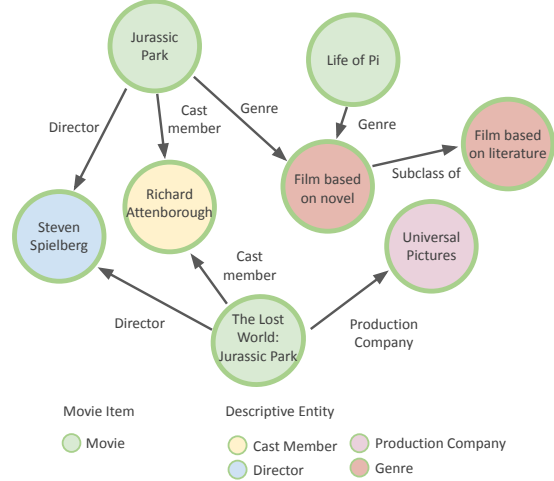 Jurassic
Park
Life of Pi
Director
Cast
member
Genre
Genre
Film based
on literature
Subclass of
Film based
on novel
Richard
Attenborough
Steven
Spielberg
Universal
Pictures
Cast
member
Director
The Lost
World:
Jurassic Park
Production
Company
Movie Item
Descriptive Entity
Movie
Cast Member
Production Company
Director
Genre